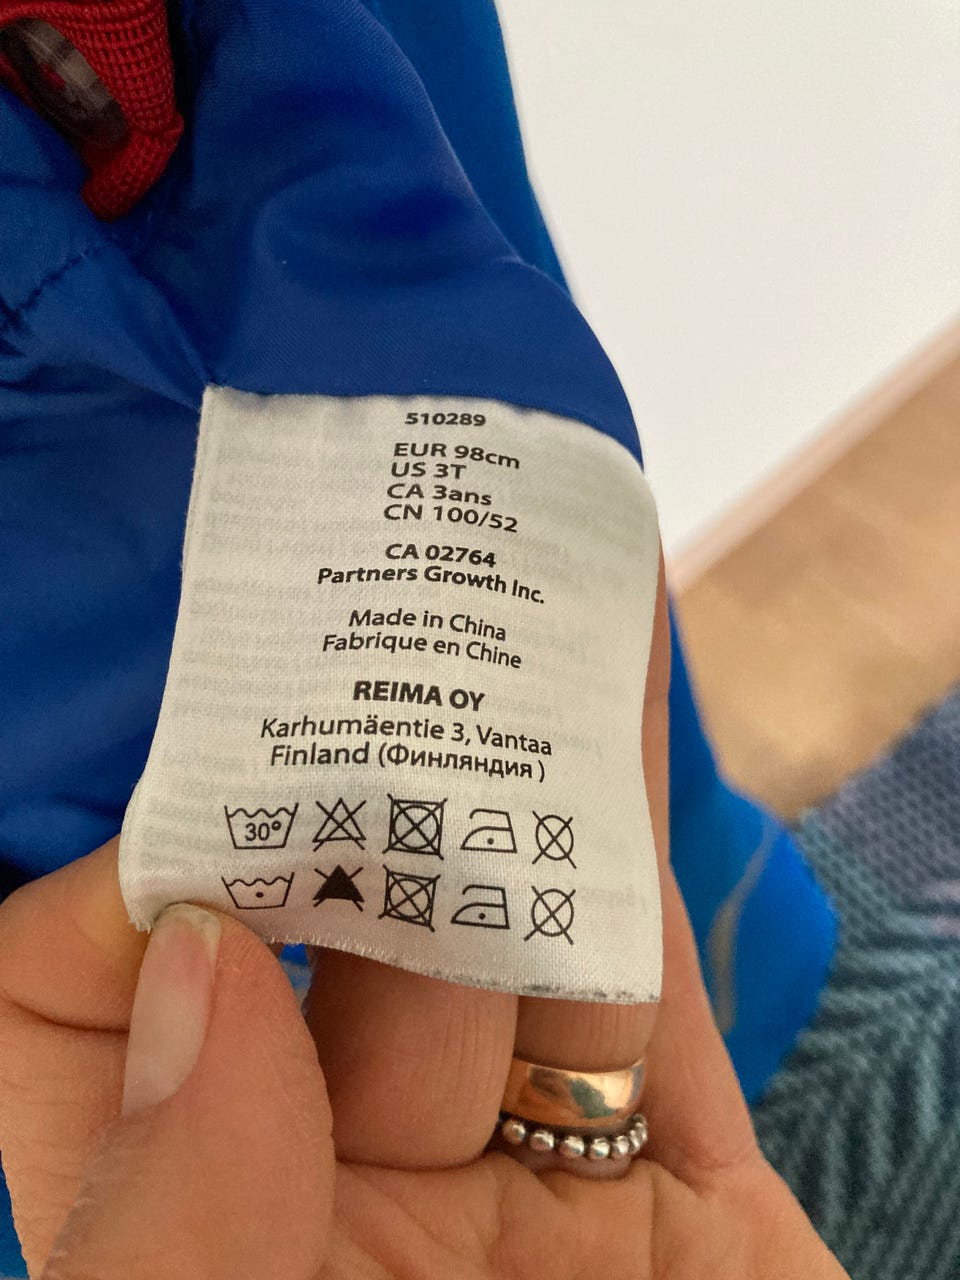 510289
EUR 98cm
US 3T
CA 3ans
CN 100/52
CA 02764
Partners Growth Inc.
Made in China
Fabrique en Chine
REIMA OY
Karhumäentie 3, Vantaa
Finland (Финляндия )
30°